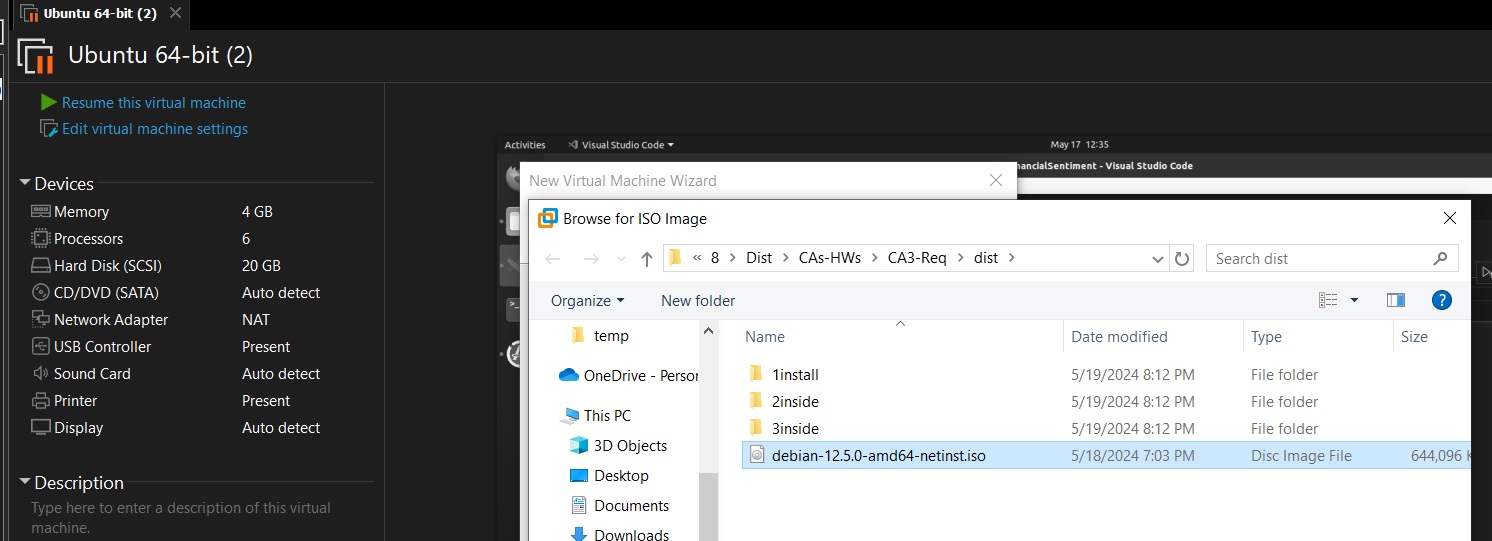 Ubuntu 64-bit (2)
Ubuntu 64-bit (2)
Resume this virtual machine
Edit virtual machine settings
Devices
Memory 4 GB
Processors 6
Hard Disk (SCSI) 20 GB
CD/DVD (SATA) Auto detect
Network Adapter NAT
USB Controller Present
Sound Card Auto detect
Printer Present
Display Auto detect
Description
Type here to enter a description of this virtual
machine.
Activities Visual Studio Code May 17 12:35
nancialSentiment - Visual Studio Code
New Virtual Machine Wizard
Browse for ISO Image
« 8 > Dist > CAs-HWs > CA3-Req > dist >
Search dist
Organize New folder
temp
OneDrive - Person
This PC
3D Objects
Desktop
Documents
Downloads
Name Date modified Type Size
1install 5/19/2024 8:12 PM File folder
2inside 5/19/2024 8:12 PM File folder
3inside 5/19/2024 8:12 PM File folder
debian-12.5.0-amd64-netinst.iso 5/18/2024 7:03 PM Disc Image File 644,096 K